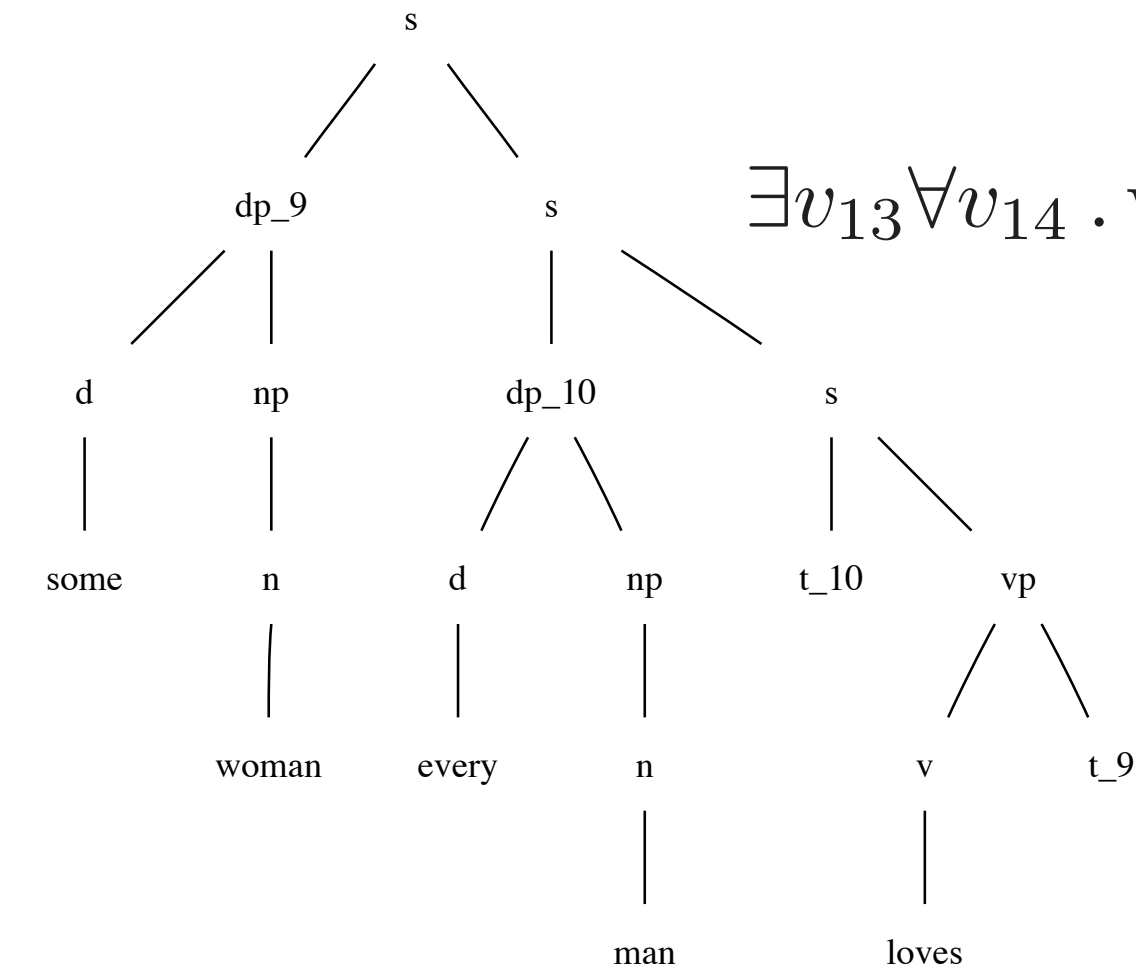 s
dp_9 s ∃v₁₃∀v₁₄ .
d np dp_10 s
some n d np t_10 vp
woman every n v t_9
man loves